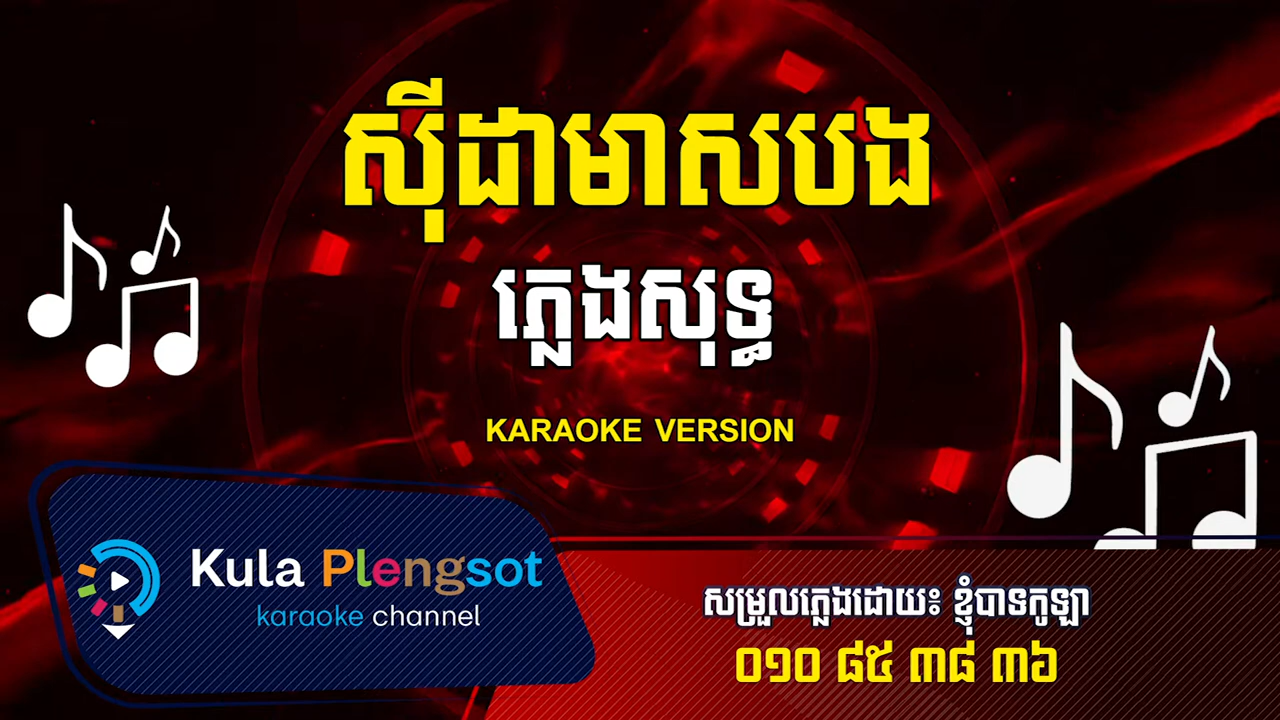 ស៊ីដាមាសបង
ភ្លេងសុទ្ធ
KARAOKE VERSION
Kula Plengsot
karaoke channel
សម្រួលភ្លេងដោយ៖ ខ្ញុំបាទកូឡា
០១០ ៨៥ ៣៨ ៣៦